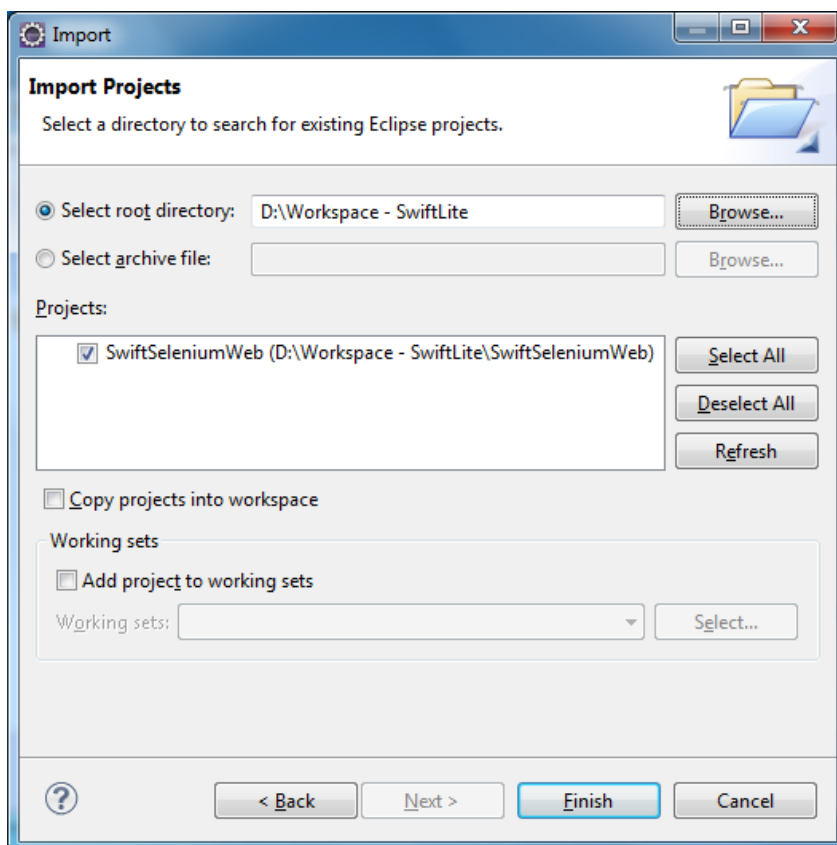 Import
Import Projects
Select a directory to search for existing Eclipse projects.
Select root directory: D:\Workspace - SwiftLite Browse...
Select archive file: Browse...
Projects:
SwiftSeleniumWeb (D:\Workspace - SwiftLite\SwiftSeleniumWeb) Select All
Deselect All
Refresh
Copy projects into workspace
Working sets
Add project to working sets
Working sets: Select...
? < Back Next > Finish Cancel